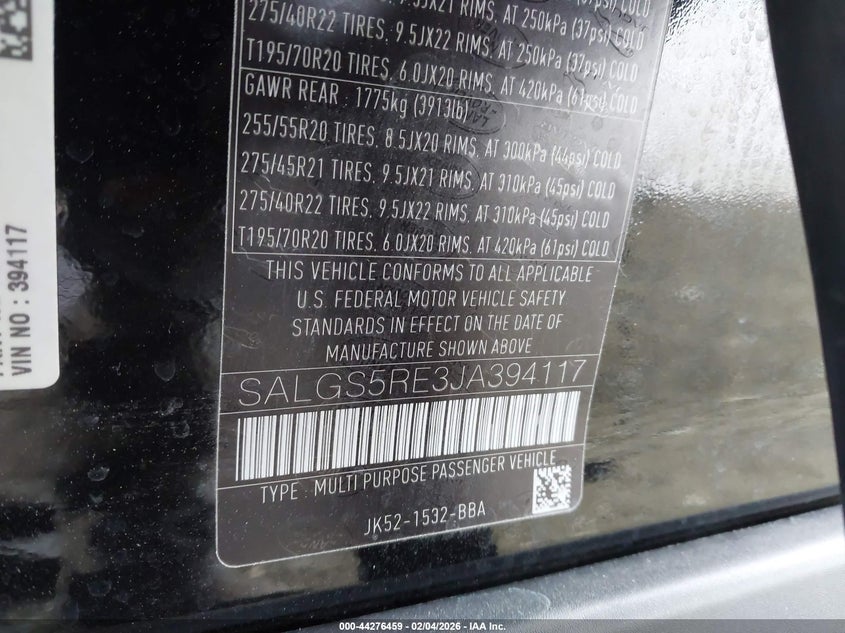 275/40R22 TIRES, 9.5JX22 RIMS, AT 250kPa (37psi) COLD
T195/70R20 TIRES, 6.0JX20 RIMS, AT 420kPa (61psi) COLD
GAWR REAR : 1775kg (3913lb)
255/55R20 TIRES, 8.5JX20 RIMS, AT 300kPa (44psi) COLD
275/45R21 TIRES, 9.5JX21 RIMS, AT 310kPa (45psi) COLD
275/40R22 TIRES, 9.5JX22 RIMS, AT 310kPa (45psi) COLD
T195/70R20 TIRES, 6.0JX20 RIMS, AT 420kPa (61psi) COLD
THIS VEHICLE CONFORMS TO ALL APPLICABLE
U.S. FEDERAL MOTOR VEHICLE SAFETY
STANDARDS IN EFFECT ON THE DATE OF
MANUFACTURE SHOWN ABOVE
SALGS5RE3JA394117
TYPE : MULTI PURPOSE PASSENGER VEHICLE
JK52-1532-BBA
VIN NO : 394117
000-44276459 - 02/04/2026 - IAA Inc.